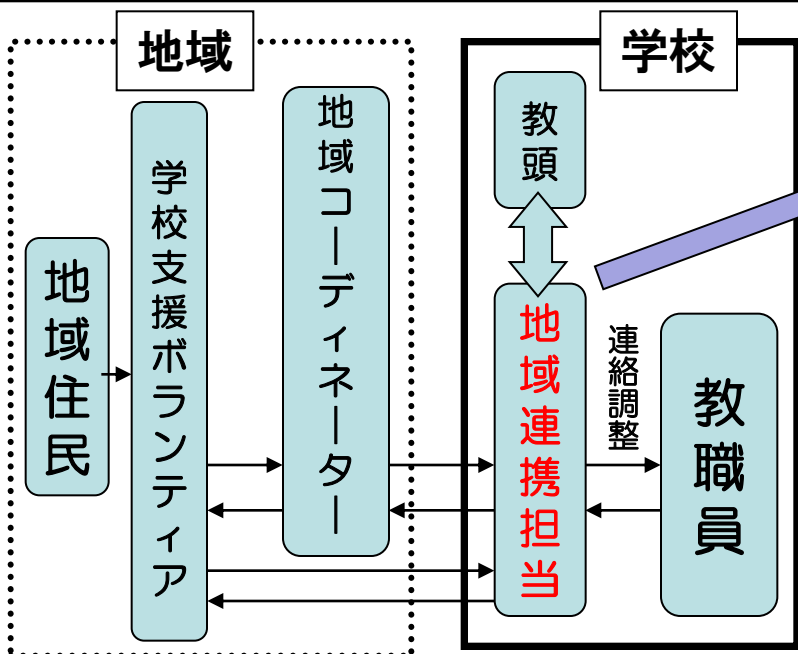 地域
学校
地域住民
学校支援ボランティア
地域コーディネーター
教頭
地域連携担当
連絡調整
教職員